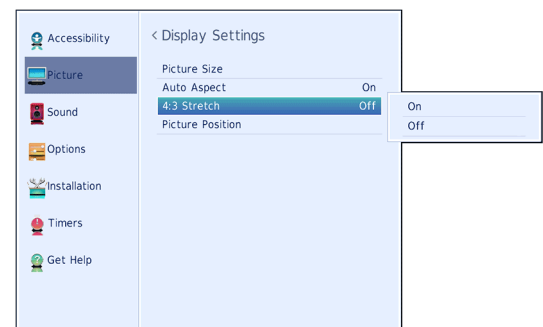 Accessibility
Picture
Sound
Options
Installation
Timers
Get Help
< Display Settings
Picture Size
Auto Aspect On
4:3 Stretch Off
Picture Position
On
Off